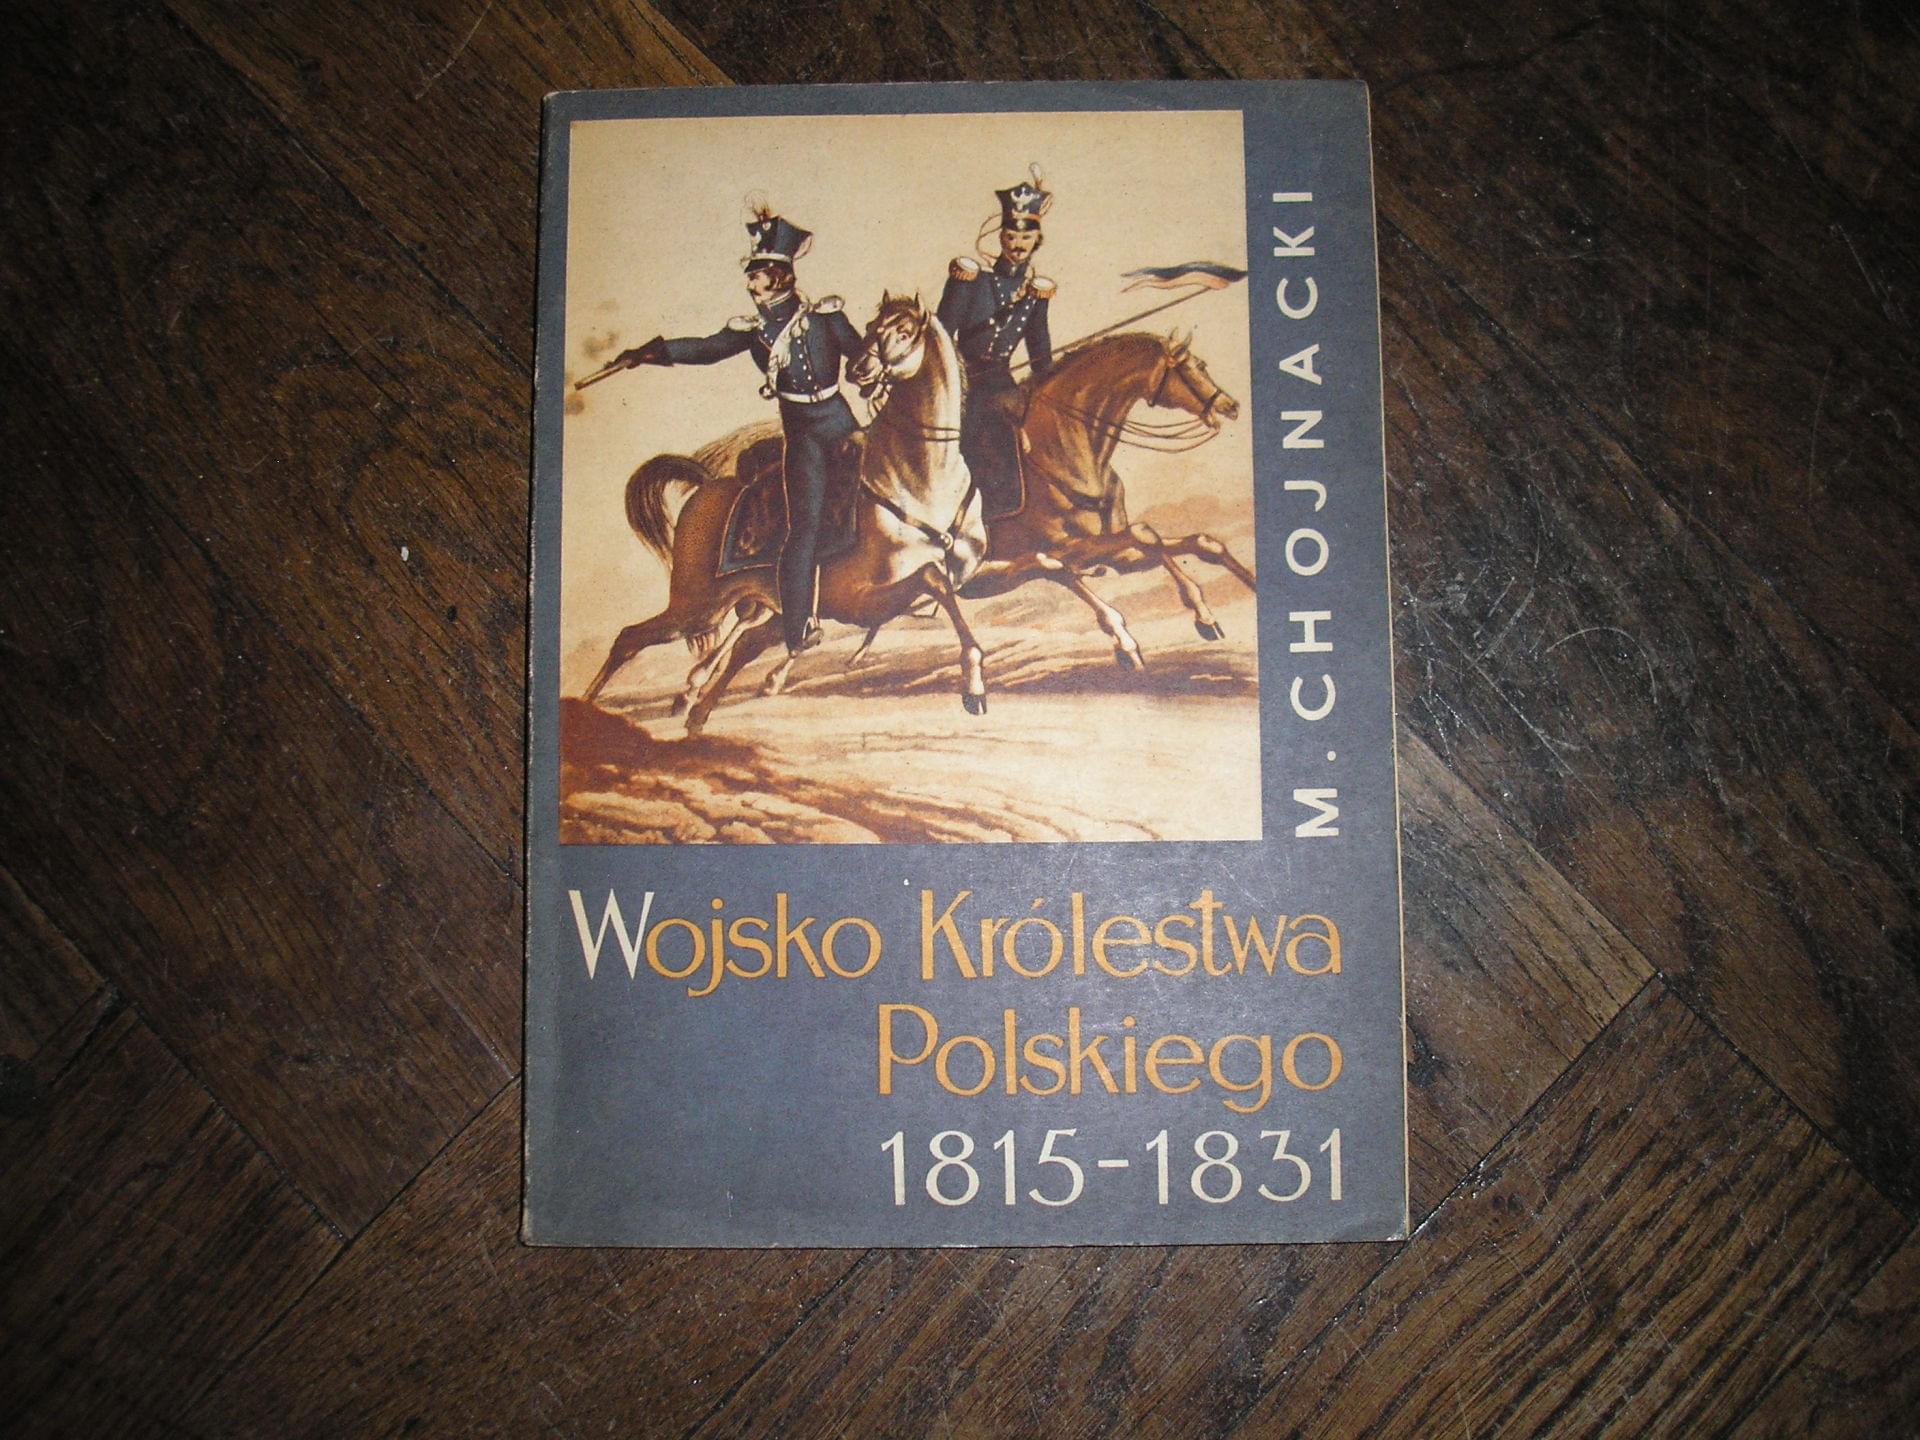 M. CHOJNACKI
Wojsko Królestwa
Polskiego
1815-1831